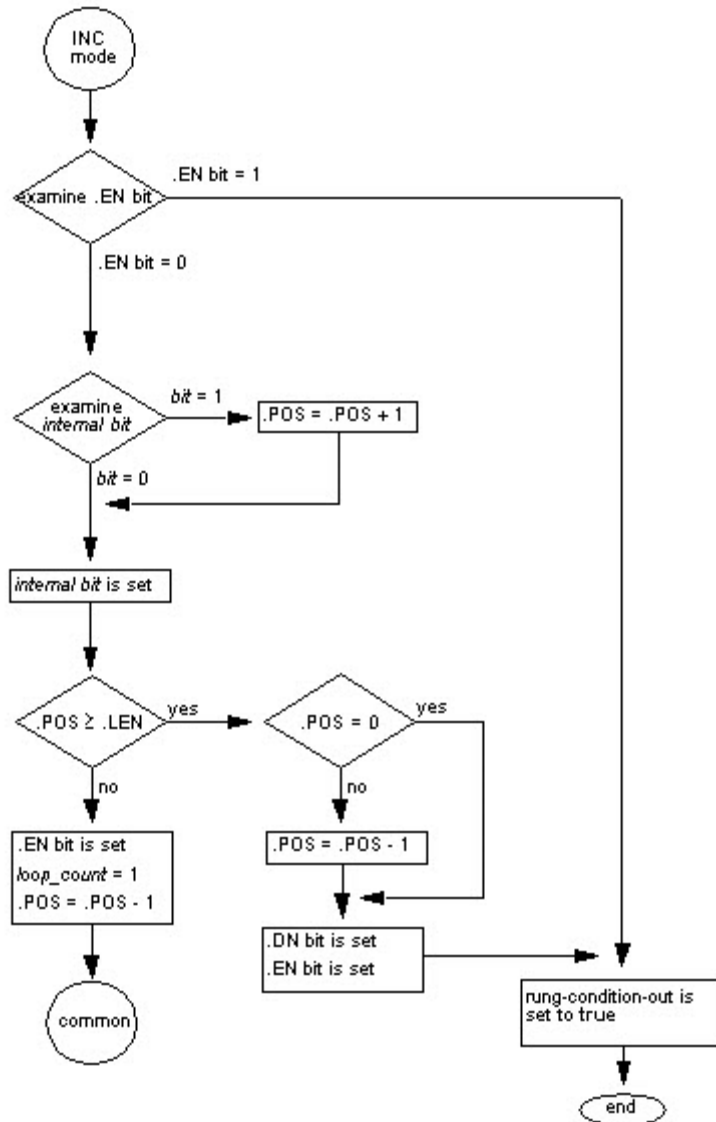 INC
mode
.EN bit = 1
examine .EN bit
.EN bit = 0
examine
internal bit
bit = 1
.POS = .POS + 1
bit = 0
internal bit is set
.POS ≥ .LEN
yes
.POS = 0
yes
no
no
.EN bit is set
loop_count = 1
.POS = .POS - 1
.POS = .POS - 1
.DN bit is set
.EN bit is set
common
rung-condition-out is
set to true
end